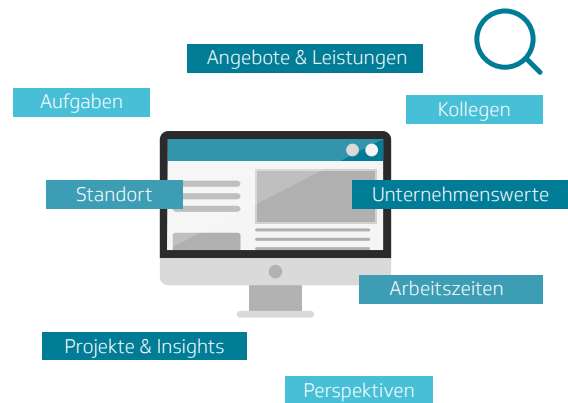 Angebote & Leistungen
Aufgaben
Kollegen
Standort
Unternehmenswerte
Arbeitszeiten
Projekte & Insights
Perspektiven